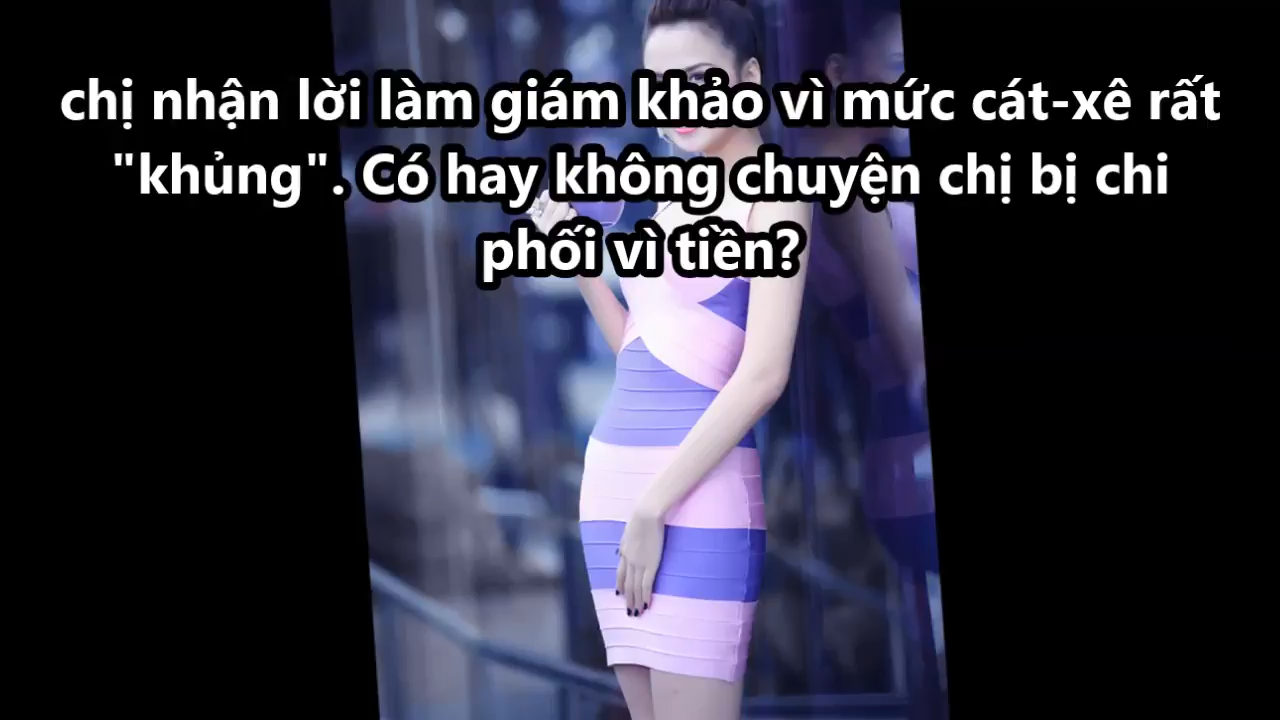 chị nhận lời làm giám khảo vì mức cát-xê rất
"khủng". Có hay không chuyện chị bị chi
phối vì tiền?